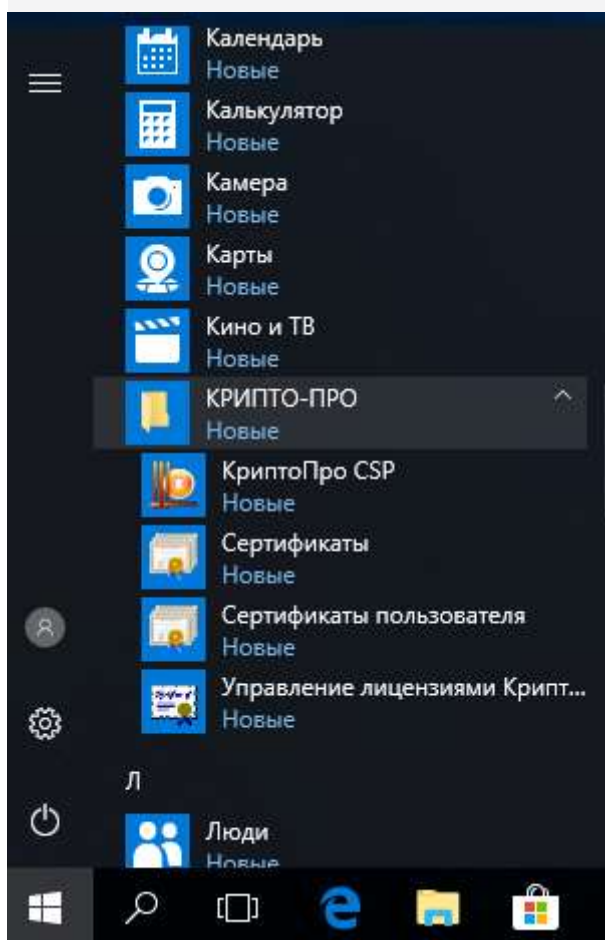 Календарь
Новые
Калькулятор
Новые
Камера
Новые
Карты
Новые
Кино и ТВ
Новые
КРИПТО-ПРО
Новые
КриптоПро CSP
Новые
Сертификаты
Новые
Сертификаты пользователя
Новые
Управление лицензиями Крипт...
Новые
Л
Люди
Новые